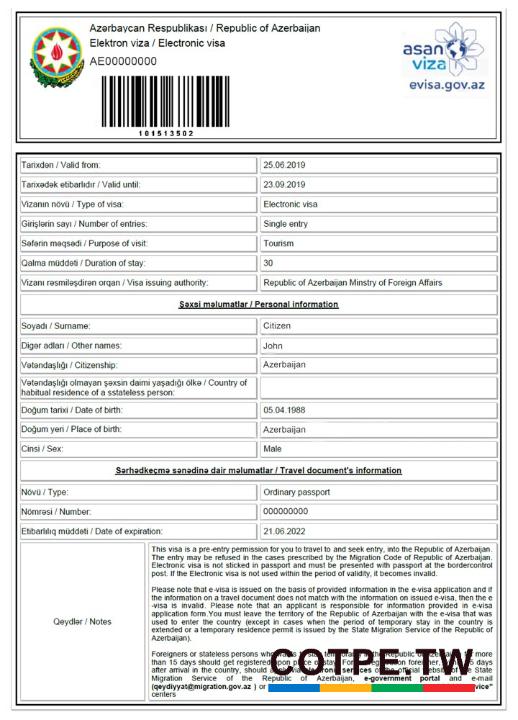 Azərbaycan Respublikası / Republic of Azerbaijan
Elektron viza / Electronic visa
AE00000000
101513502
asan
viza
evisa.gov.az
Tarixdən / Valid from: 25.06.2019
Tarixədək etibarlıdır / Valid until: 23.09.2019
Vizanın növü / Type of visa: Electronic visa
Girişlərin sayı / Number of entries: Single entry
Səfərin məqsədi / Purpose of visit: Tourism
Qalma müddəti / Duration of stay: 30
Vizanı rəsmiləşdirən orqan / Visa issuing authority: Republic of Azerbaijan Minstry of Foreign Affairs
Şəxsi məlumatlar / Personal information
Soyadı / Surname: Citizen
Digər adları / Other names: John
Vətəndaşlığı / Citizenship: Azerbaijan
Vətəndaşlığı olmayan şəxsin daimi yaşadığı ölkə / Country of
habitual residence of a sstateless person:
Doğum tarixi / Date of birth: 05.04.1988
Doğum yeri / Place of birth: Azerbaijan
Cinsi / Sex: Male
Sərhədkeçmə sənədinə dair məlumatlar / Travel document's information
Növü / Type: Ordinary passport
Nömrəsi / Number: 000000000
Etibarlılıq müddəti / Date of expiration: 21.06.2022
Qeydlər / Notes
This visa is a pre-entry permission for you to travel to and seek entry, into the Republic of Azerbaijan.
The entry may be refused in the cases prescribed by the Migration Code of Republic of Azerbaijan.
Electronic visa is not sticked in passport and must be presented with passport at the bordercontrol
post. If the Electronic visa is not used within the period of validity, it becomes invalid.
Please note that e-visa is issued on the basis of provided information in the e-visa application and if
the information on a travel document does not match with the information on issued e-visa, then the e
-visa is invalid. Please note that an applicant is responsible for information provided in e-visa
application form.You must leave the territory of the Republic of Azerbaijan with the e-visa that was
used to enter the country (except in cases when the period of temporary stay in the country is
extended or a temporary residence permit is issued by the State Migration Service of the Republic of
Azerbaijan).
Foreigners or stateless persons
than 15 days should get registered
after arrival in the country, should State
Migration Service of the Republic of Azerbaijan, e-government portal and e-mail
(qeydiyyat@migration.gov.az ) or
centers
COTPE.TW